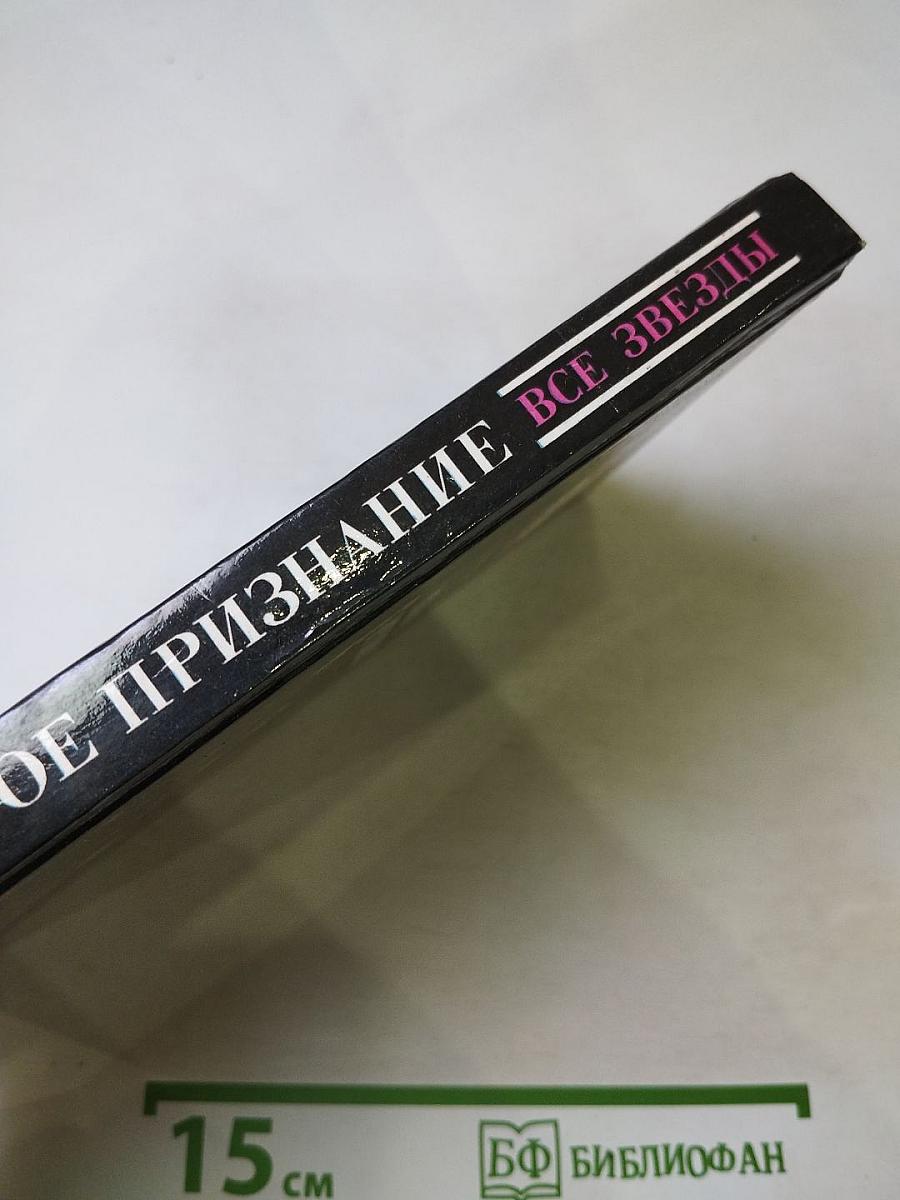 ОЕ ПРИЗНАНИЕ ВСЕ ЗВЕЗДЫ
15 см
БФ БИБЛИОФАН